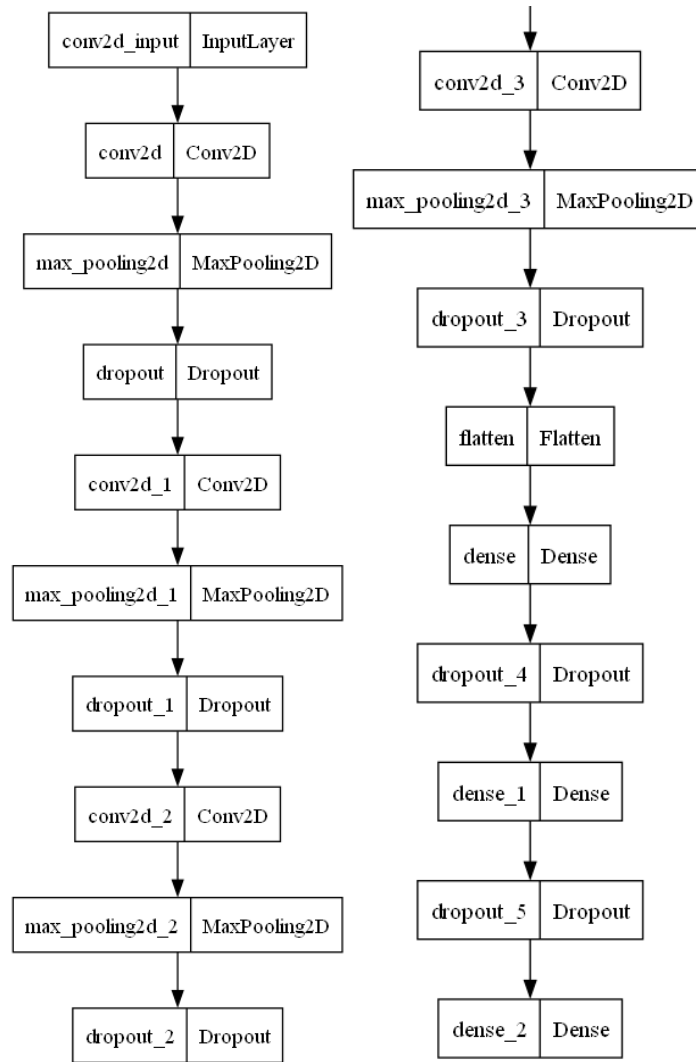 conv2d_input InputLayer
conv2d Conv2D
max_pooling2d MaxPooling2D
dropout Dropout
conv2d_1 Conv2D
max_pooling2d_1 MaxPooling2D
dropout_1 Dropout
conv2d_2 Conv2D
max_pooling2d_2 MaxPooling2D
dropout_2 Dropout
conv2d_3 Conv2D
max_pooling2d_3 MaxPooling2D
dropout_3 Dropout
flatten Flatten
dense Dense
dropout_4 Dropout
dense_1 Dense
dropout_5 Dropout
dense_2 Dense